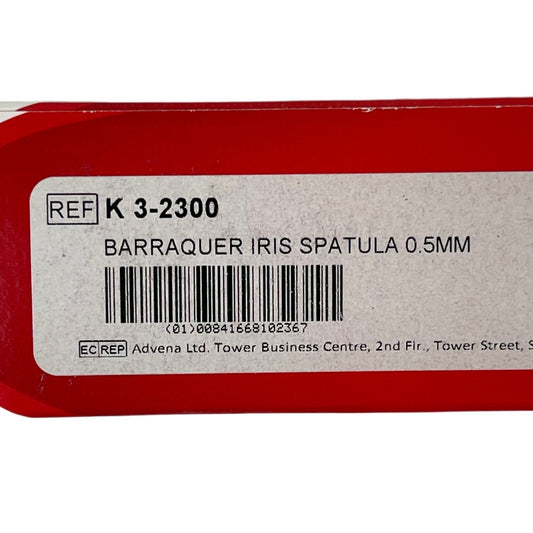 REF K 3-2300
BARRAQUER IRIS SPATULA 0.5MM
(01)00841668102367
EC REP Advena Ltd. Tower Business Centre, 2nd Flr., Tower Street, S